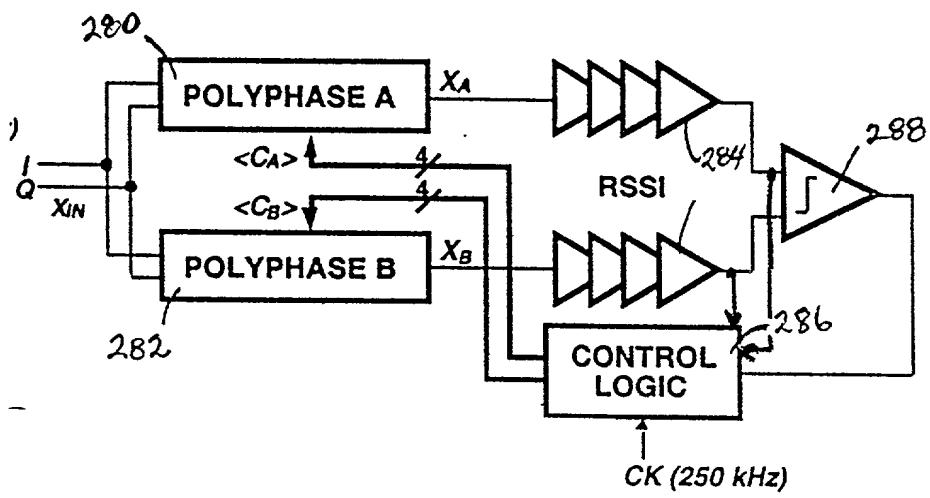 280
POLYPHASE A
XA
)
I
Q
XIN
<CA>
4
284
288
RSSI
<CB>
4
POLYPHASE B
XB
282
286
CONTROL
LOGIC
CK (250 kHz)